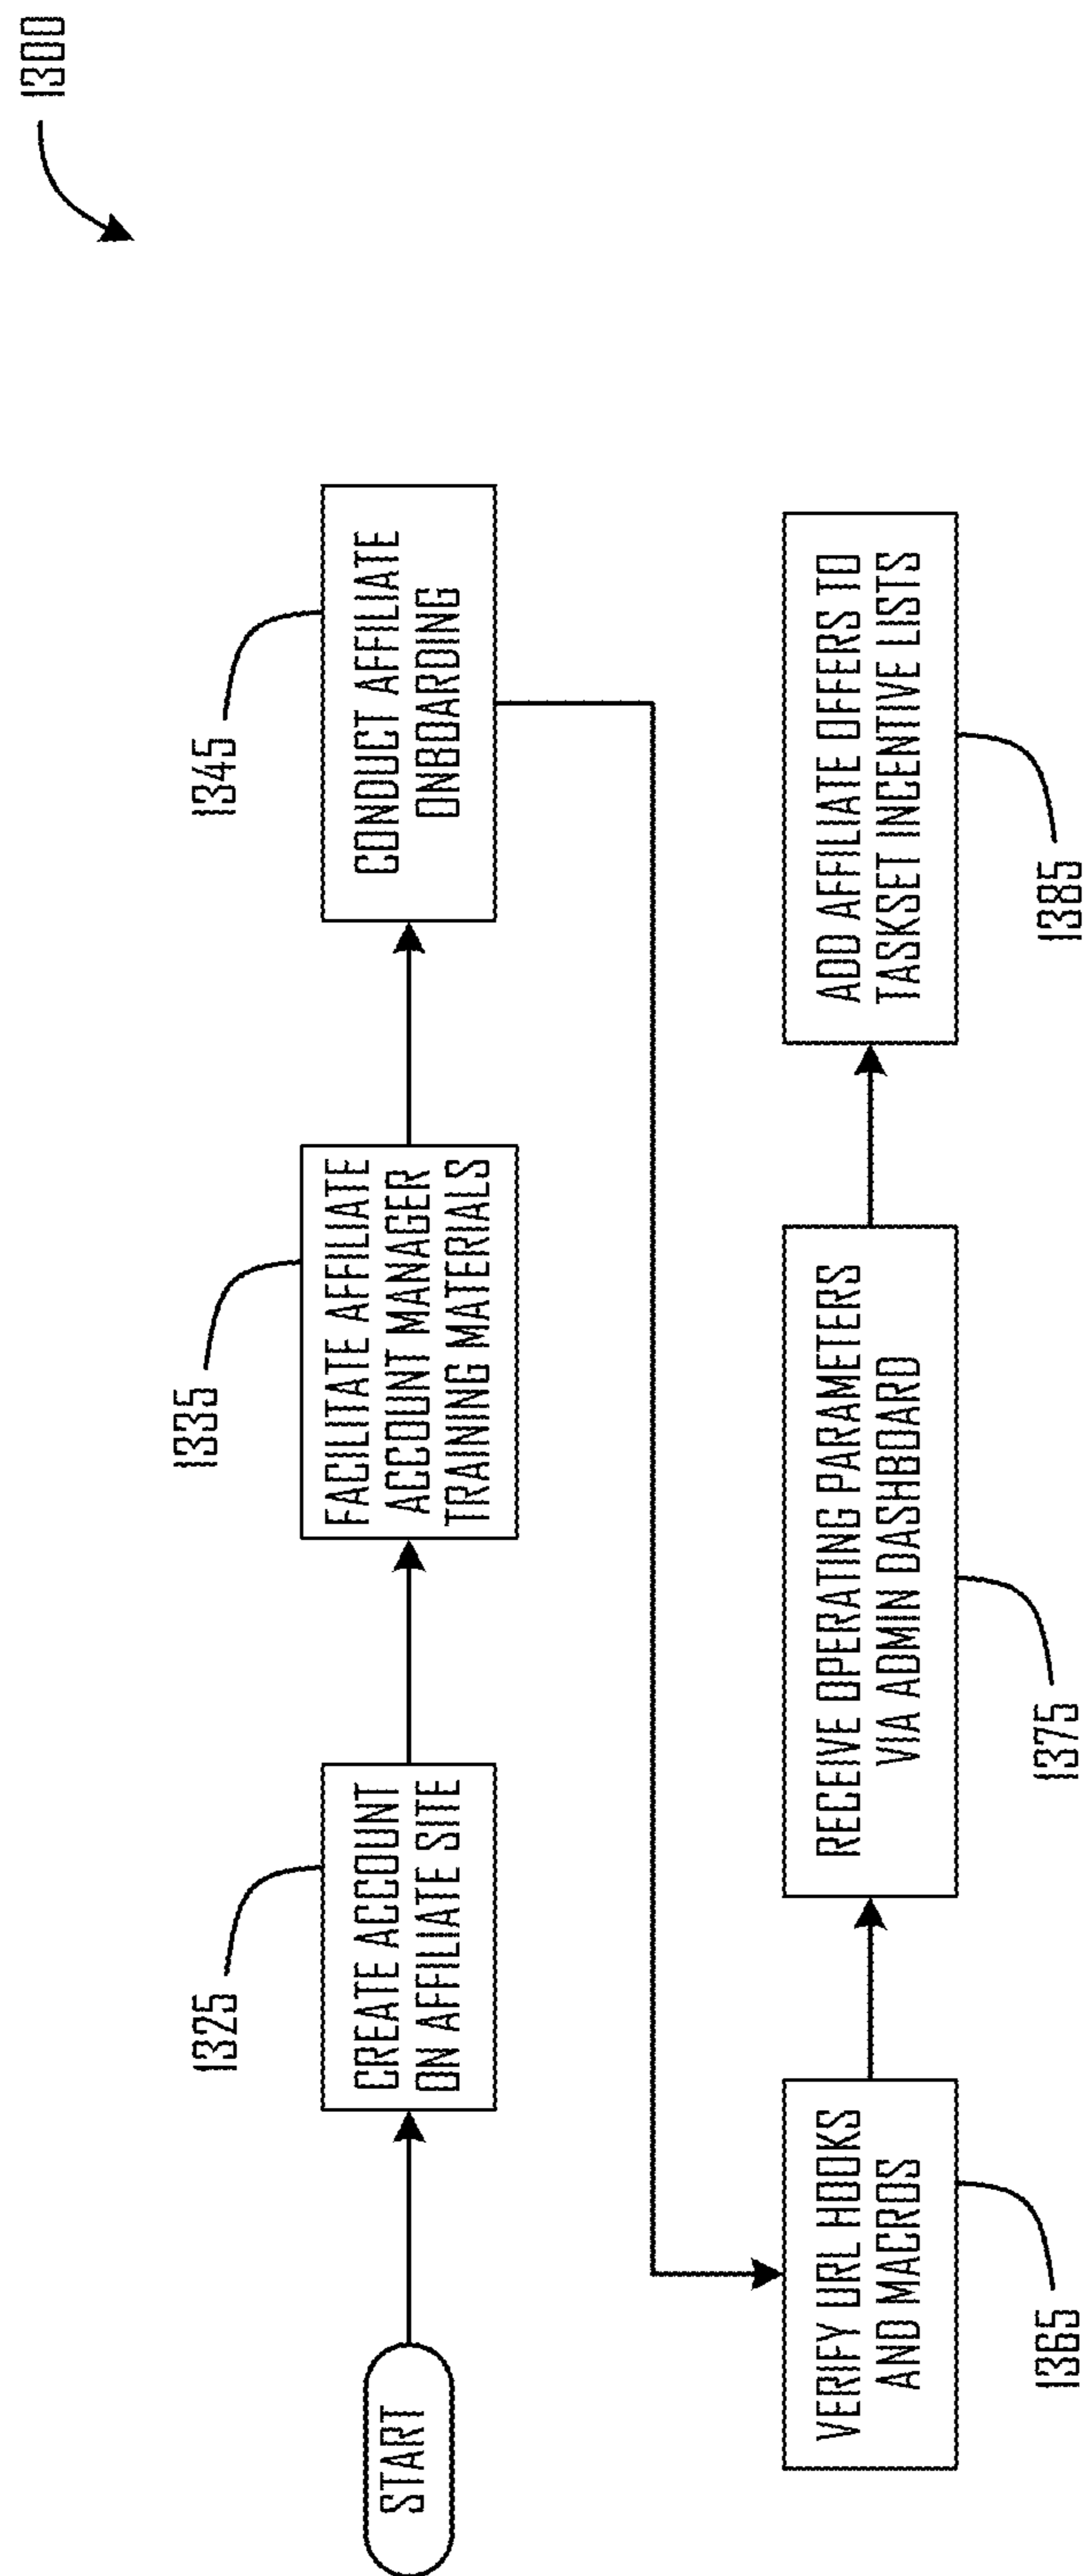 1300
START
1325
CREATE ACCOUNT
ON AFFILIATE SITE
1335
FACILITATE AFFILIATE
ACCOUNT MANAGER
TRAINING MATERIALS
1345
CONDUCT AFFILIATE
ONBOARDING
VERIFY URL HOOKS
AND MACROS
1365
RECEIVE OPERATING PARAMETERS
VIA ADMIN DASHBOARD
1375
ADD AFFILIATE OFFERS TO
TASKSET INCENTIVE LISTS
1385